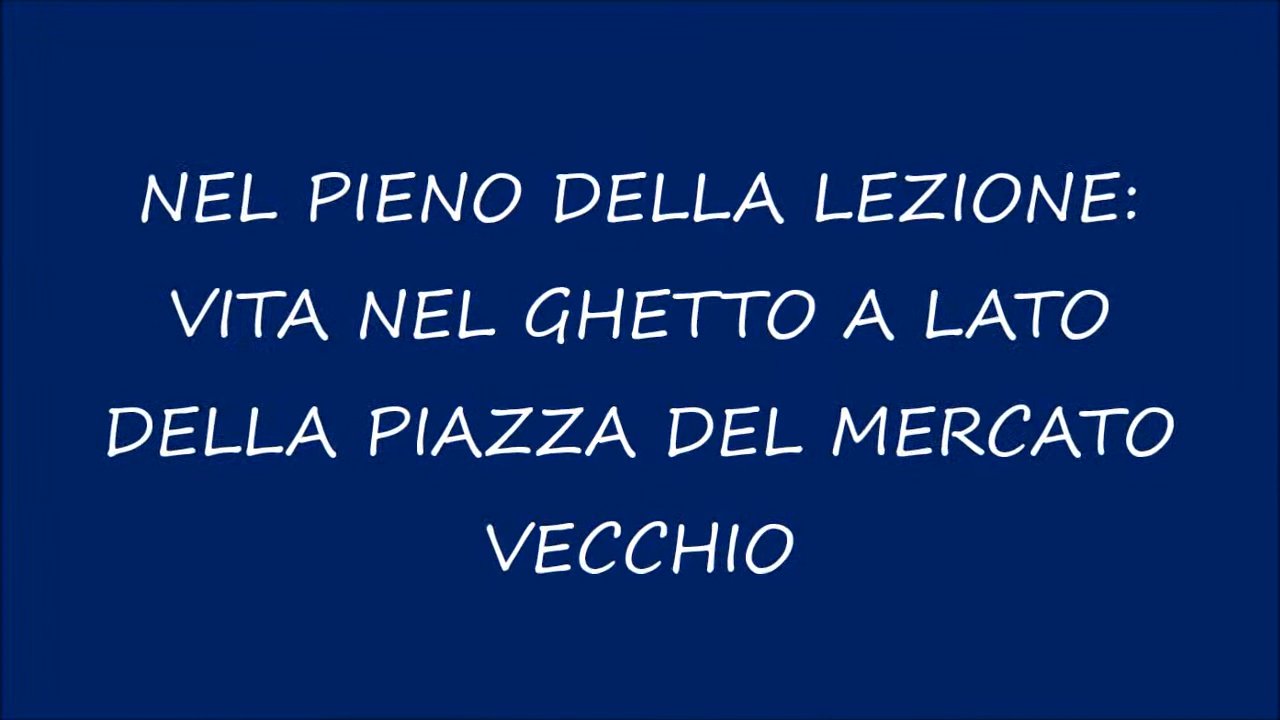 NEL PIENO DELLA LEZIONE:
VITA NEL GHETTO A LATO
DELLA PIAZZA DEL MERCATO
VECCHIO